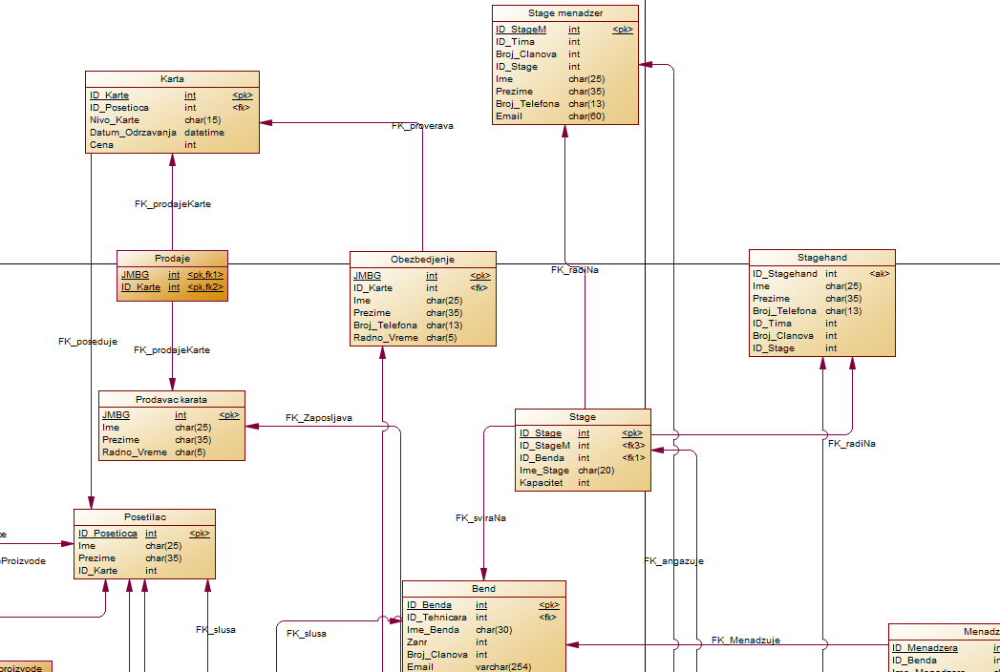 Stage menadzer
ID_StageM int <pk>
ID_Tima int
Broj_Clanova int
ID_Stage int
Ime char(25)
Prezime char(35)
Broj_Telefona char(13)
Email char(60)
Karta
ID_Karte int <pk>
ID_Posetioca int <fk>
Nivo_Karte char(15)
Datum_Odrzavanja datetime
Cena int
FK_proverava
FK_prodajeKarte
Prodaje
JMBG int <pk,fk1>
ID_Karte int <pk,fk2>
Obezbedjenje
JMBG int <pk>
ID_Karte int <fk>
Ime char(25)
Prezime char(35)
Broj_Telefona char(13)
Radno_Vreme char(5)
FK_radiNa
Stagehand
ID_Stagehand int <ak>
Ime char(25)
Prezime char(35)
Broj_Telefona char(13)
ID_Tima int
Broj_Clanova int
ID_Stage int
FK_poseduje
FK_prodajeKarte
Prodavac karata
JMBG int <pk>
Ime char(25)
Prezime char(35)
Radno_Vreme char(5)
FK_Zaposljava
Stage
ID_Stage int <pk>
ID_StageM int <fk3>
ID_Benda int <fk1>
Ime_Stage char(20)
Kapacitet int
FK_radiNa
FK_sviraNa
Posetilac
ID_Posetioca int <pk>
Ime char(25)
Prezime char(35)
ID_Karte int
ce
oProizvode
FK_angazuje
Bend
ID_Benda int <pk>
ID_Tehnicara int <fk>
Ime_Benda char(30)
Zanr int
Broj_Clanova int
Email varchar(254)
FK_slusa
FK_slusa
FK_Menadzuje
Menadz
ID_Menadzera in
ID_Benda in
proizvode